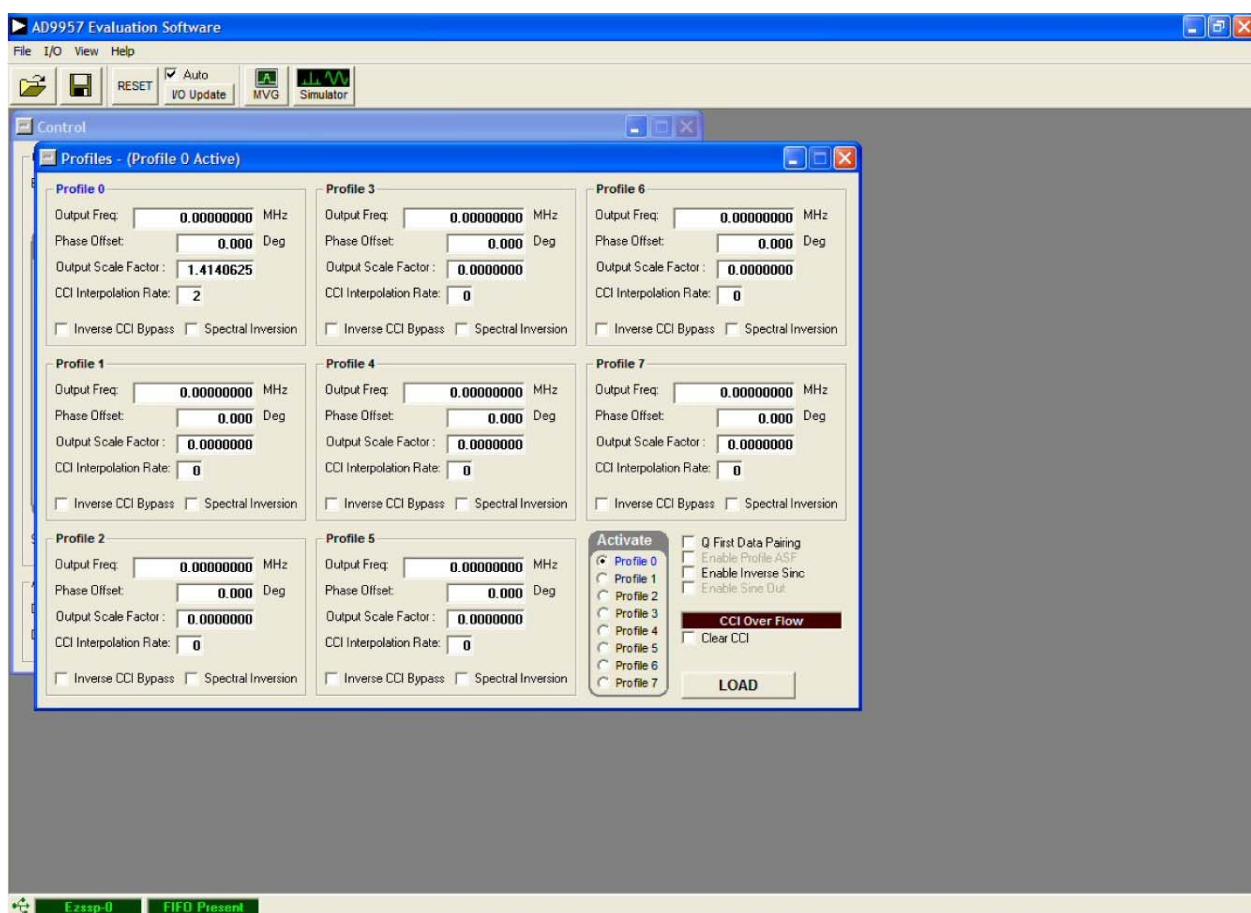 AD9957 Evaluation Software
File I/O View Help
RESET
Auto
I/O Update
MVG
Simulator
Control
Profiles - (Profile 0 Active)
Profile 0
Output Freq: 0.00000000 MHz
Phase Offset: 0.000 Deg
Output Scale Factor : 1.4140625
CCI Interpolation Rate: 2
Inverse CCI Bypass Spectral Inversion
Profile 3
Output Freq: 0.00000000 MHz
Phase Offset: 0.000 Deg
Output Scale Factor : 0.0000000
CCI Interpolation Rate: 0
Inverse CCI Bypass Spectral Inversion
Profile 6
Output Freq: 0.00000000 MHz
Phase Offset: 0.000 Deg
Output Scale Factor : 0.0000000
CCI Interpolation Rate: 0
Inverse CCI Bypass Spectral Inversion
Profile 1
Output Freq: 0.00000000 MHz
Phase Offset: 0.000 Deg
Output Scale Factor : 0.0000000
CCI Interpolation Rate: 0
Inverse CCI Bypass Spectral Inversion
Profile 4
Output Freq: 0.00000000 MHz
Phase Offset: 0.000 Deg
Output Scale Factor : 0.0000000
CCI Interpolation Rate: 0
Inverse CCI Bypass Spectral Inversion
Profile 7
Output Freq: 0.00000000 MHz
Phase Offset: 0.000 Deg
Output Scale Factor : 0.0000000
CCI Interpolation Rate: 0
Inverse CCI Bypass Spectral Inversion
Profile 2
Output Freq: 0.00000000 MHz
Phase Offset: 0.000 Deg
Output Scale Factor : 0.0000000
CCI Interpolation Rate: 0
Inverse CCI Bypass Spectral Inversion
Profile 5
Output Freq: 0.00000000 MHz
Phase Offset: 0.000 Deg
Output Scale Factor : 0.0000000
CCI Interpolation Rate: 0
Inverse CCI Bypass Spectral Inversion
Activate
Profile 0
Profile 1
Profile 2
Profile 3
Profile 4
Profile 5
Profile 6
Profile 7
Q First Data Pairing
Enable Profile ASF
Enable Inverse Sinc
Enable Sine Out
CCI Over Flow
Clear CCI
LOAD
Ezssp-0
FIFO Present